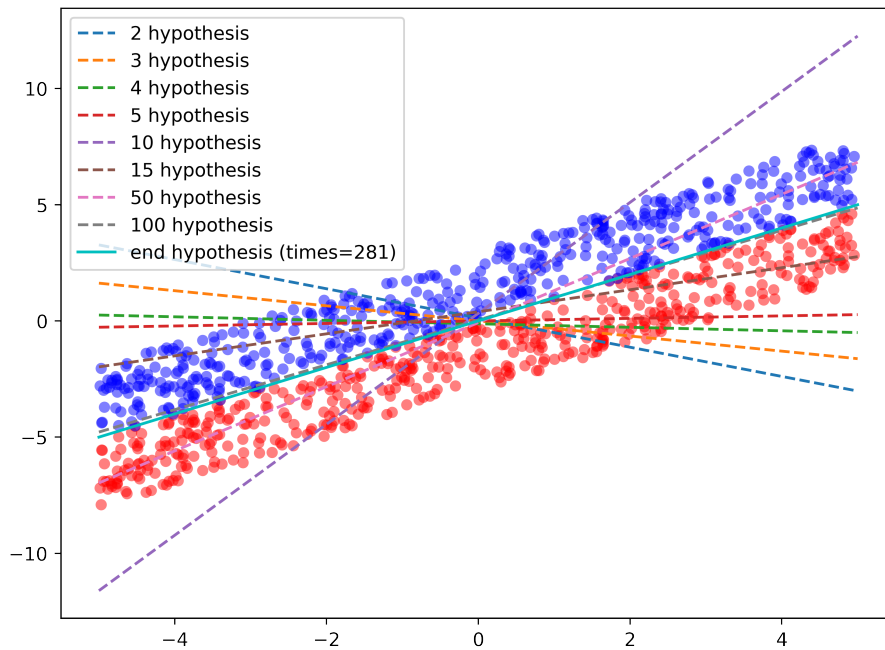 2 hypothesis
3 hypothesis
4 hypothesis
5 hypothesis
10 hypothesis
15 hypothesis
50 hypothesis
100 hypothesis
end hypothesis (times=281)
10
5
0
−5
−10
−4 −2 0 2 4